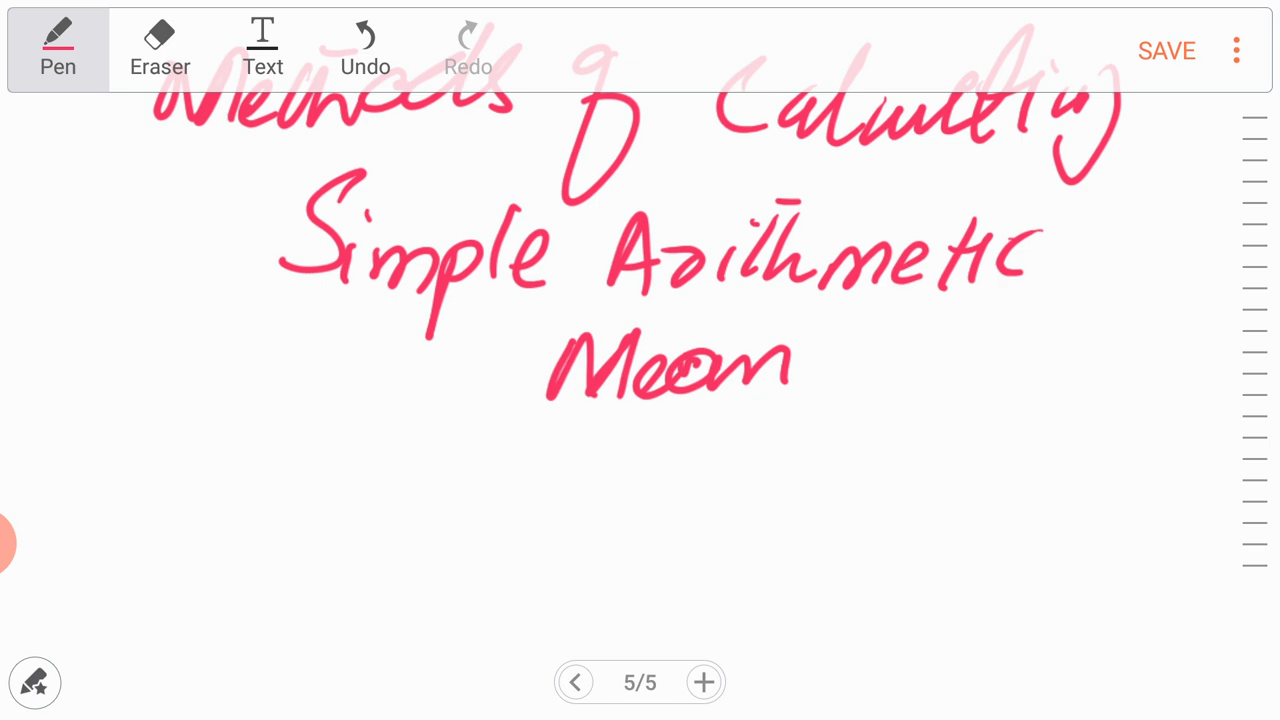 Pen Eraser Text Undo Redo SAVE
Methods of Calculating
Simple Arithmetic
Mean
5/5